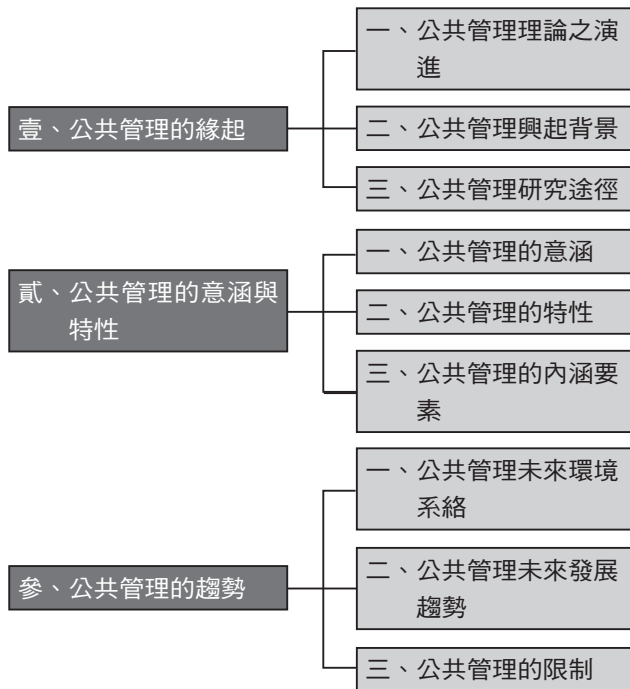 壹、公共管理的緣起
一、公共管理理論之演
進
二、公共管理興起背景
三、公共管理研究途徑
貳、公共管理的意涵與
特性
一、公共管理的意涵
二、公共管理的特性
三、公共管理的內涵要
素
參、公共管理的趨勢
一、公共管理未來環境
系絡
二、公共管理未來發展
趨勢
三、公共管理的限制